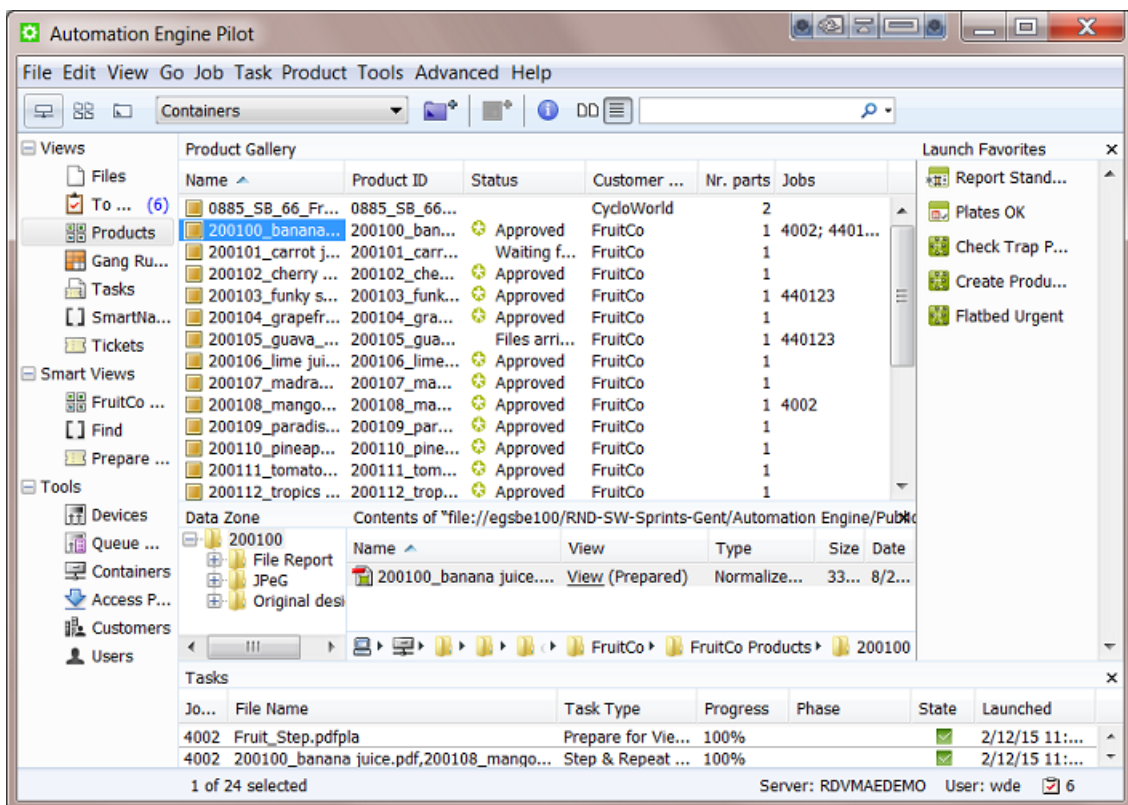 Automation Engine Pilot
File Edit View Go Job Task Product Tools Advanced Help
Containers
Views
Files
To ... (6)
Products
Gang Ru...
Tasks
SmartNa...
Tickets
Smart Views
FruitCo ...
Find
Prepare ...
Tools
Devices
Queue ...
Containers
Access P...
Customers
Users
Product Gallery
Name Product ID Status Customer ... Nr. parts Jobs
0885_SB_66_Fr... 0885_SB_66... CycloWorld 2
200100_banana... 200100_ban... Approved FruitCo 1 4002; 4401...
200101_carrot j... 200101_carr... Waiting f... FruitCo 1
200102_cherry ... 200102_che... Approved FruitCo 1
200103_funky s... 200103_funk... Approved FruitCo 1 440123
200104_grapefr... 200104_gra... Approved FruitCo 1
200105_guava_... 200105_gua... Files arri... FruitCo 1 440123
200106_lime jui... 200106_lime... Approved FruitCo 1
200107_madra... 200107_ma... Approved FruitCo 1
200108_mango... 200108_ma... Approved FruitCo 1 4002
200109_paradis... 200109_par... Approved FruitCo 1
200110_pineap... 200110_pine... Approved FruitCo 1
200111_tomato... 200111_tom... Approved FruitCo 1
200112_tropics ... 200112_trop... Approved FruitCo 1
Launch Favorites
Report Stand...
Plates OK
Check Trap P...
Create Produ...
Flatbed Urgent
Data Zone
200100
File Report
JPeG
Original desi
Contents of "file://egsbe100/RND-SW-Sprints-Gent/Automation Engine/Public
Name View Type Size Date
200100_banana juice.... View (Prepared) Normalize... 33... 8/2...
FruitCo FruitCo Products 200100
Tasks
Jo... File Name Task Type Progress Phase State Launched
4002 Fruit_Step.pdfpla Prepare for Vie... 100% 2/12/15 11:...
4002 200100_banana juice.pdf,200108_mango... Step & Repeat ... 100% 2/12/15 11:...
1 of 24 selected Server: RDVMAEDEMO User: wde 6